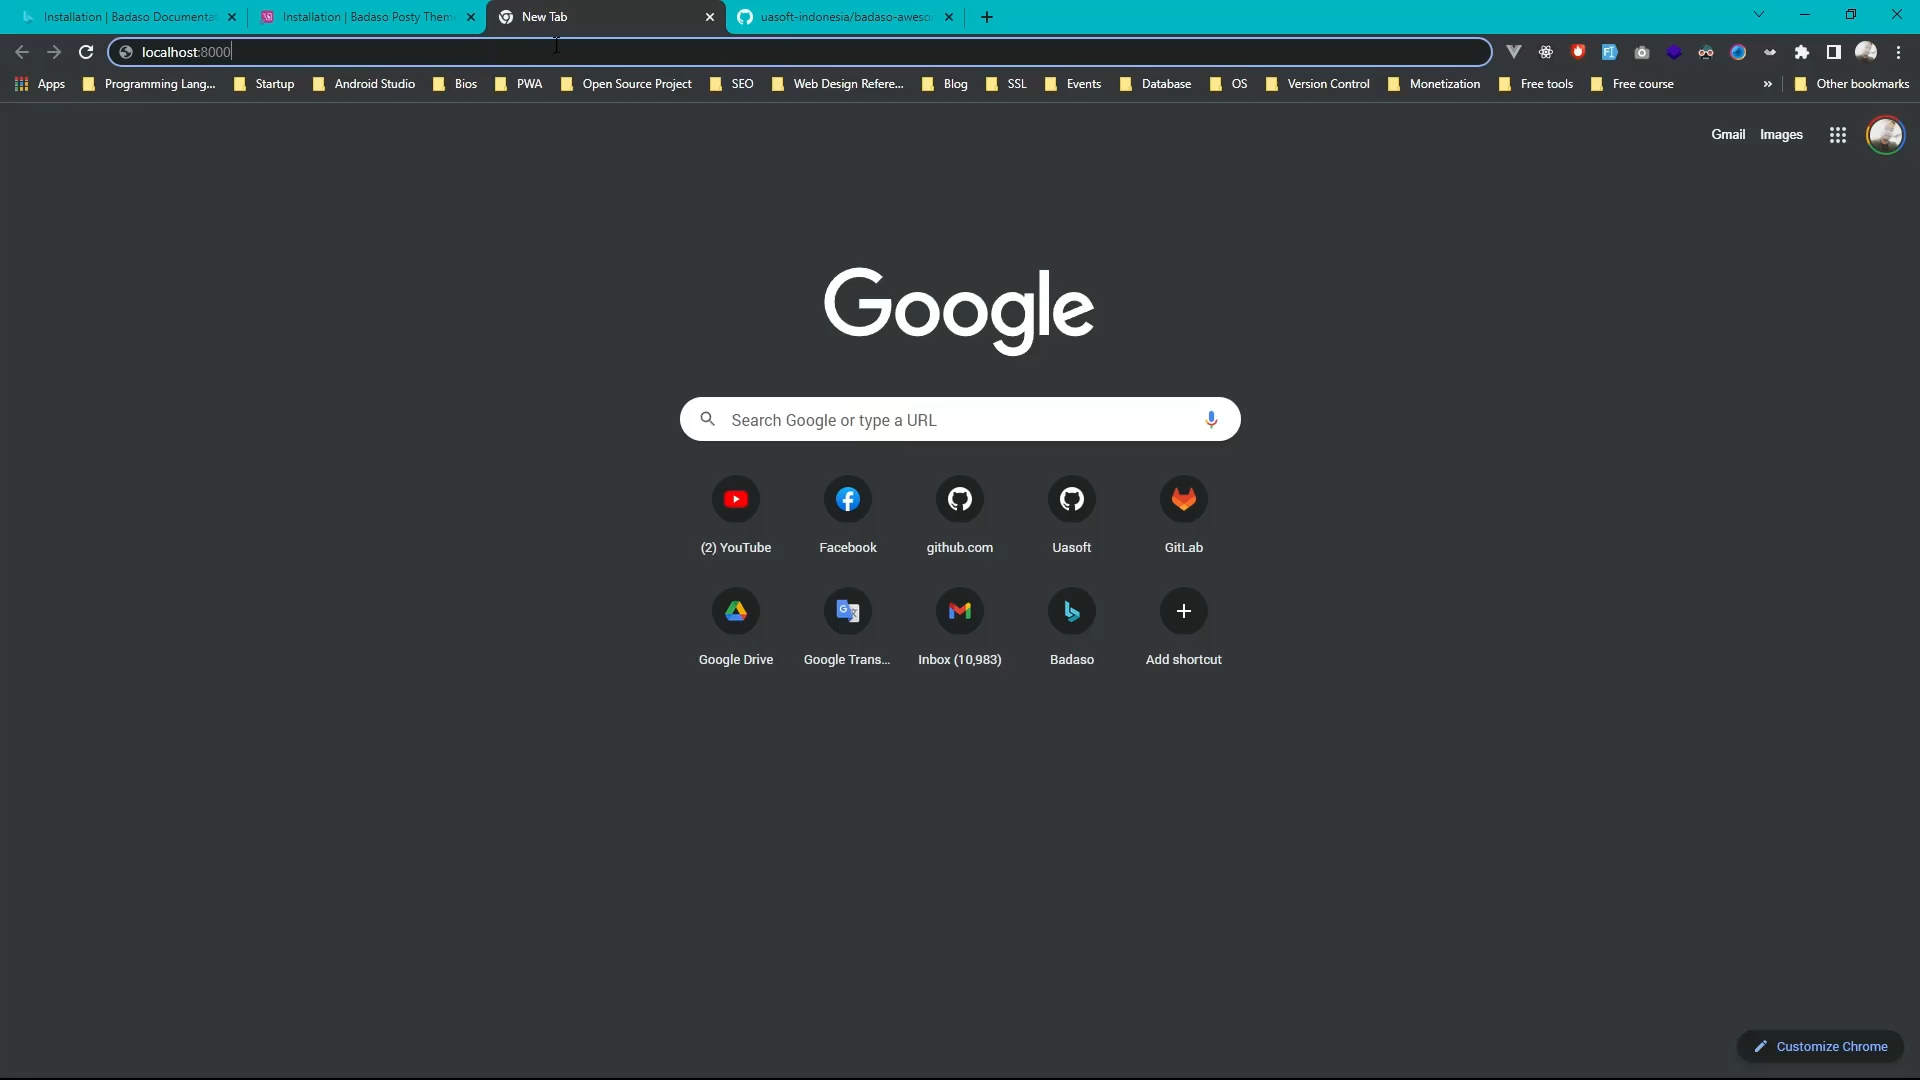 Installation | Badaso Documentat
Installation | Badaso Posty Them
New Tab
uasoft-indonesia/badaso-aweso
localhost:8000
Apps
Programming Lang...
Startup
Android Studio
Bios
PWA
Open Source Project
SEO
Web Design Refere...
Blog
SSL
Events
Database
OS
Version Control
Monetization
Free tools
Free course
»
Other bookmarks
Gmail
Images
Google
Search Google or type a URL
(2) YouTube
Facebook
github.com
Uasoft
GitLab
Google Drive
Google Trans...
Inbox (10,983)
Badaso
Add shortcut
Customize Chrome